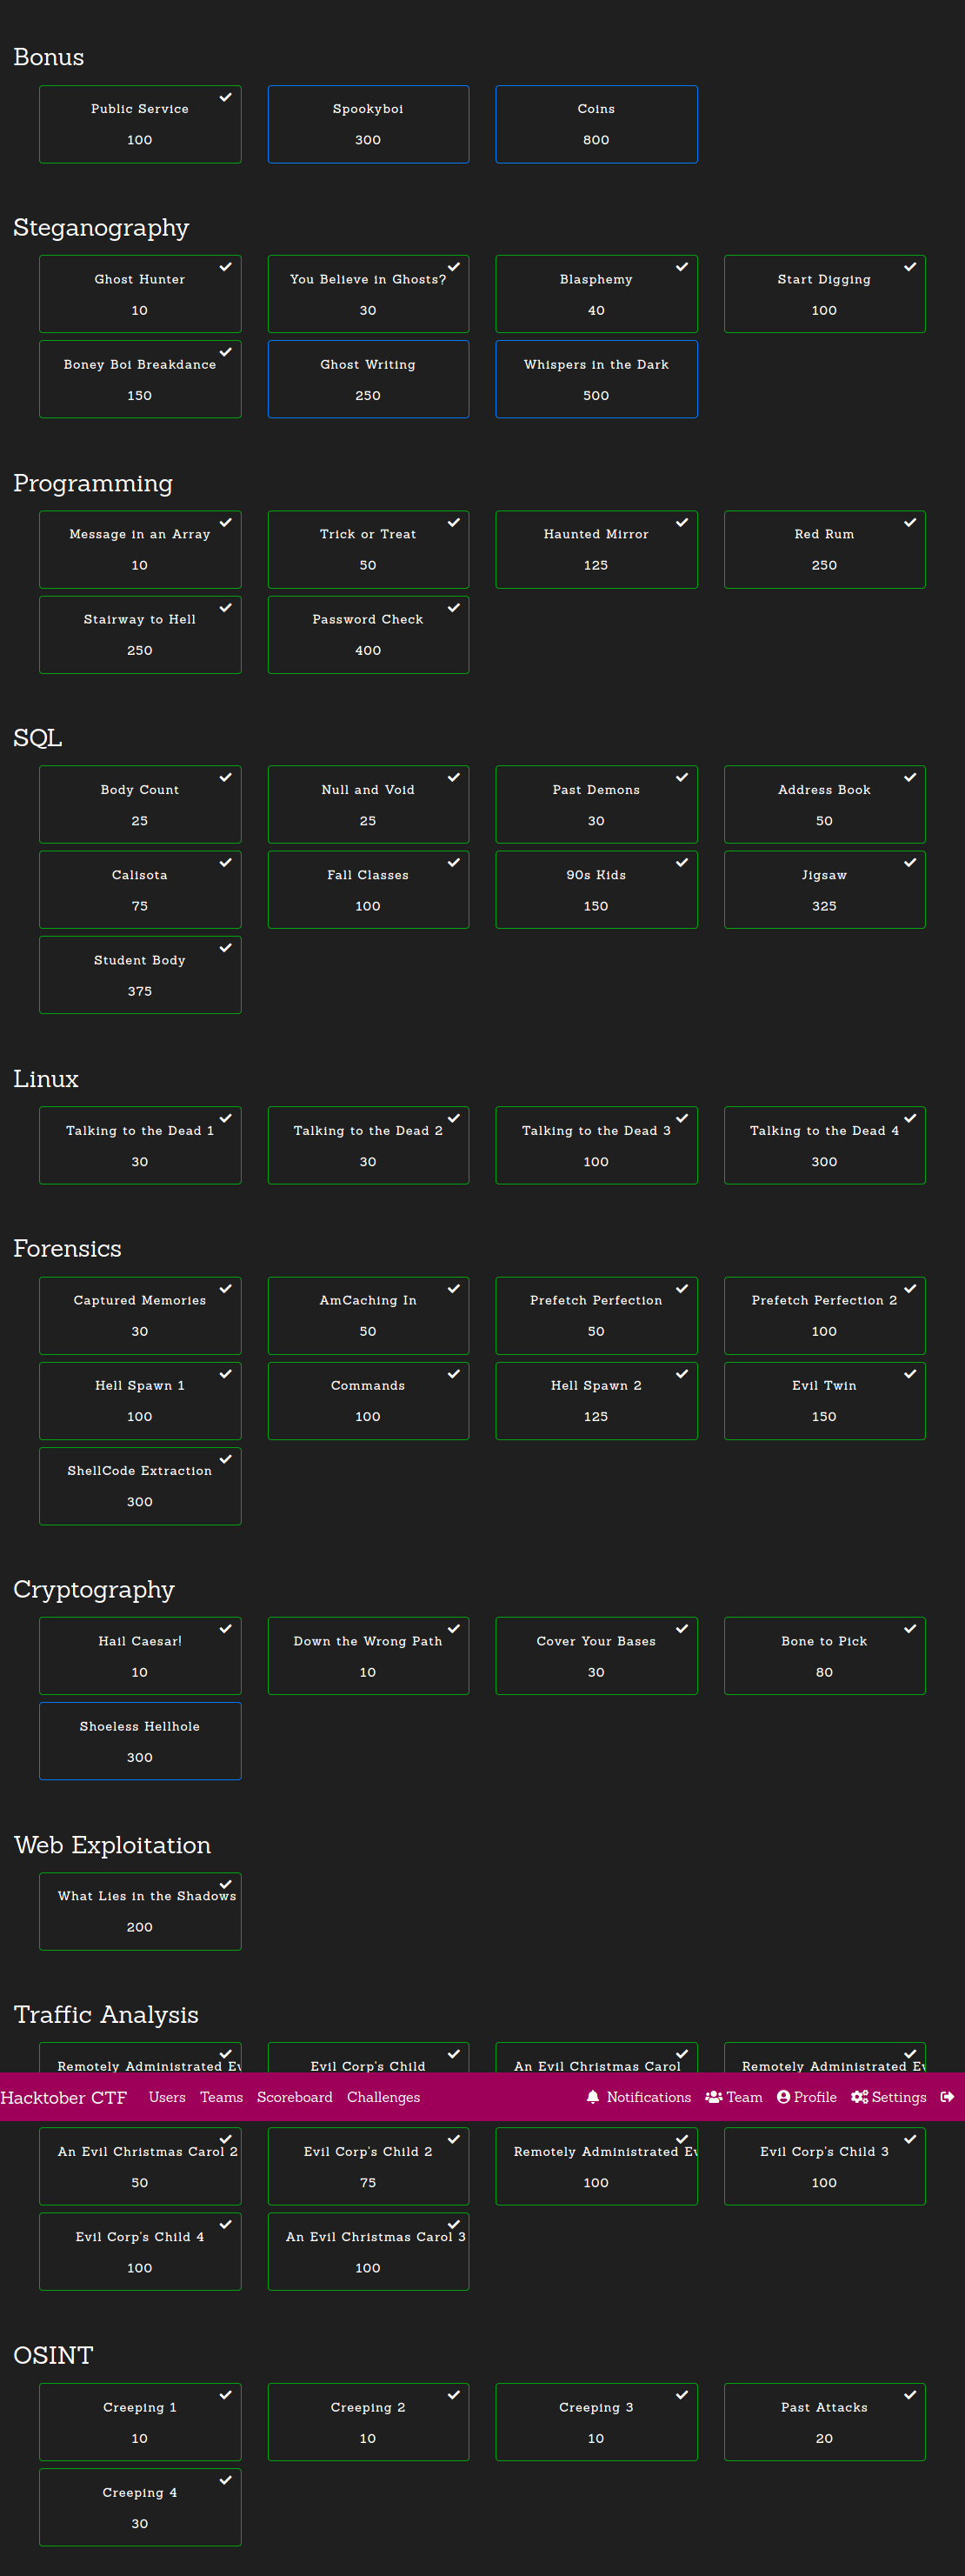 Bonus
Public Service
100
Spookyboi
300
Coins
800
Steganography
Ghost Hunter
10
You Believe in Ghosts?
30
Blasphemy
40
Start Digging
100
Boney Boi Breakdance
150
Ghost Writing
250
Whispers in the Dark
500
Programming
Message in an Array
10
Trick or Treat
50
Haunted Mirror
125
Red Rum
250
Stairway to Hell
250
Password Check
400
SQL
Body Count
25
Null and Void
25
Past Demons
30
Address Book
50
Calisota
75
Fall Classes
100
90s Kids
150
Jigsaw
325
Student Body
375
Linux
Talking to the Dead 1
30
Talking to the Dead 2
30
Talking to the Dead 3
100
Talking to the Dead 4
300
Forensics
Captured Memories
30
AmCaching In
50
Prefetch Perfection
50
Prefetch Perfection 2
100
Hell Spawn 1
100
Commands
100
Hell Spawn 2
125
Evil Twin
150
ShellCode Extraction
300
Cryptography
Hail Caesar!
10
Down the Wrong Path
10
Cover Your Bases
30
Bone to Pick
80
Shoeless Hellhole
300
Web Exploitation
What Lies in the Shadows
200
Traffic Analysis
Remotely Administrated Ev
Evil Corp's Child
An Evil Christmas Carol
Remotely Administrated Ev
Hacktober CTF Users Teams Scoreboard Challenges Notifications Team Profile Settings
An Evil Christmas Carol 2
50
Evil Corp's Child 2
75
Remotely Administrated Ev
100
Evil Corp's Child 3
100
Evil Corp's Child 4
100
An Evil Christmas Carol 3
100
OSINT
Creeping 1
10
Creeping 2
10
Creeping 3
10
Past Attacks
20
Creeping 4
30